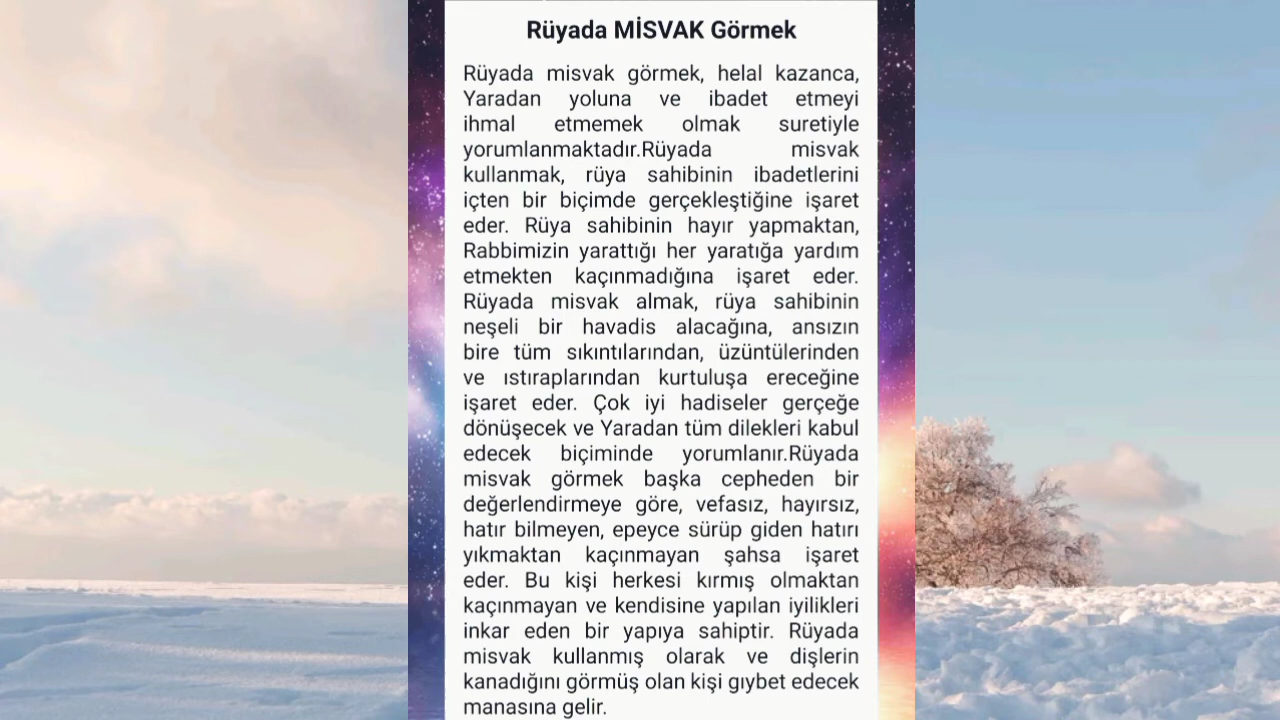 Rüyada MİSVAK Görmek
Rüyada misvak görmek, helal kazanca,
Yaradan yoluna ve ibadet etmeyi
ihmal etmemek olmak suretiyle
yorumlanmaktadır.Rüyada misvak
kullanmak, rüya sahibinin ibadetlerini
içten bir biçimde gerçekleştiğine işaret
eder. Rüya sahibinin hayır yapmaktan,
Rabbimizin yarattığı her yaratığa yardım
etmekten kaçınmadığına işaret eder.
Rüyada misvak almak, rüya sahibinin
neşeli bir havadis alacağına, ansızın
bire tüm sıkıntılarından, üzüntülerinden
ve ıstıraplarından kurtuluşa ereceğine
işaret eder. Çok iyi hadiseler gerçeğe
dönüşecek ve Yaradan tüm dilekleri kabul
edecek biçiminde yorumlanır.Rüyada
misvak görmek başka cepheden bir
değerlendirmeye göre, vefasız, hayırsız,
hatır bilmeyen, epeyce sürüp giden hatırı
yıkmaktan kaçınmayan şahsa işaret
eder. Bu kişi herkesi kırmış olmaktan
kaçınmayan ve kendisine yapılan iyilikleri
inkar eden bir yapıya sahiptir. Rüyada
misvak kullanmış olarak ve dişlerin
kanadığını görmüş olan kişi gıybet edecek
manasına gelir.